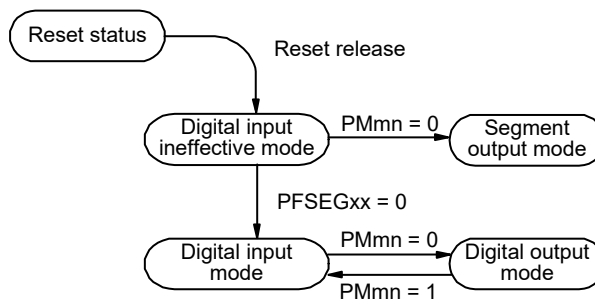 Reset status
Reset release
Digital input
ineffective mode
PMmn = 0
Segment
output mode
PFSEGxx = 0
Digital input
mode
PMmn = 0
PMmn = 1
Digital output
mode